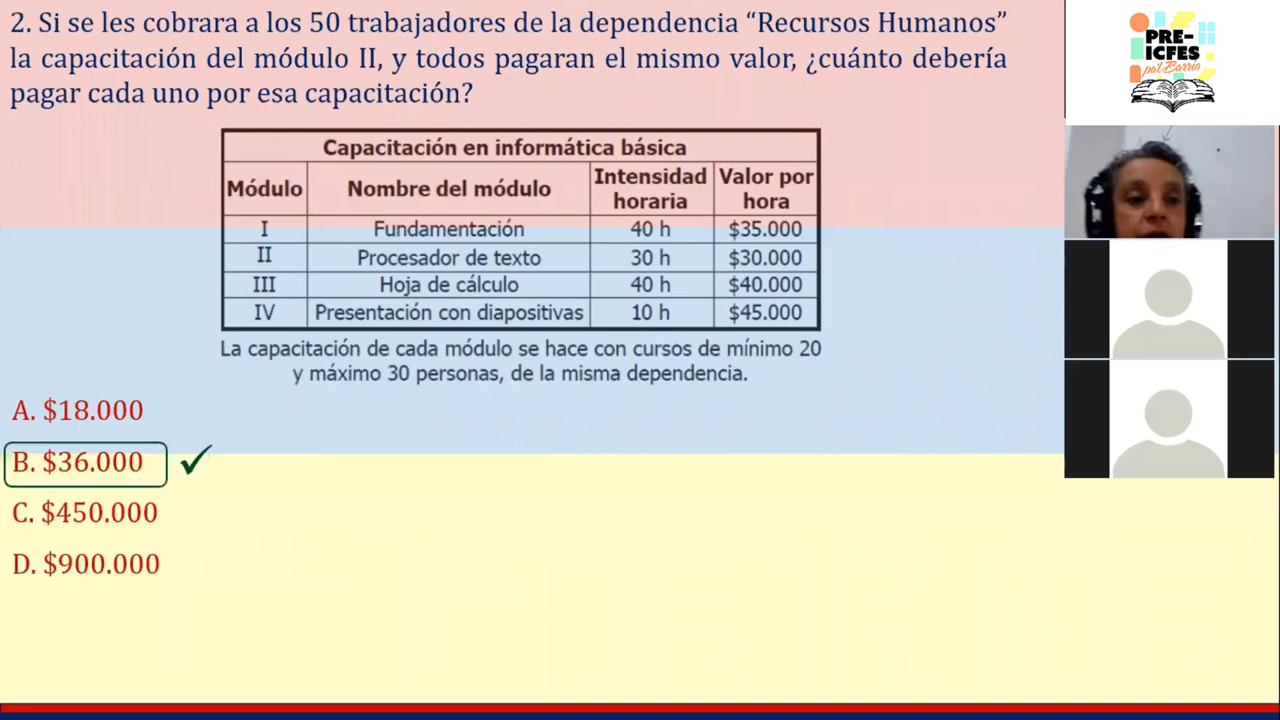 2. Si se les cobrara a los 50 trabajadores de la dependencia “Recursos Humanos”
la capacitación del módulo II, y todos pagaran el mismo valor, ¿cuánto debería
pagar cada uno por esa capacitación?
PRE-
ICFES
pa'l Barrio
Capacitación en informática básica
Módulo Nombre del módulo Intensidad horaria Valor por hora
I Fundamentación 40 h $35.000
II Procesador de texto 30 h $30.000
III Hoja de cálculo 40 h $40.000
IV Presentación con diapositivas 10 h $45.000
La capacitación de cada módulo se hace con cursos de mínimo 20
y máximo 30 personas, de la misma dependencia.
A. $18.000
B. $36.000
C. $450.000
D. $900.000